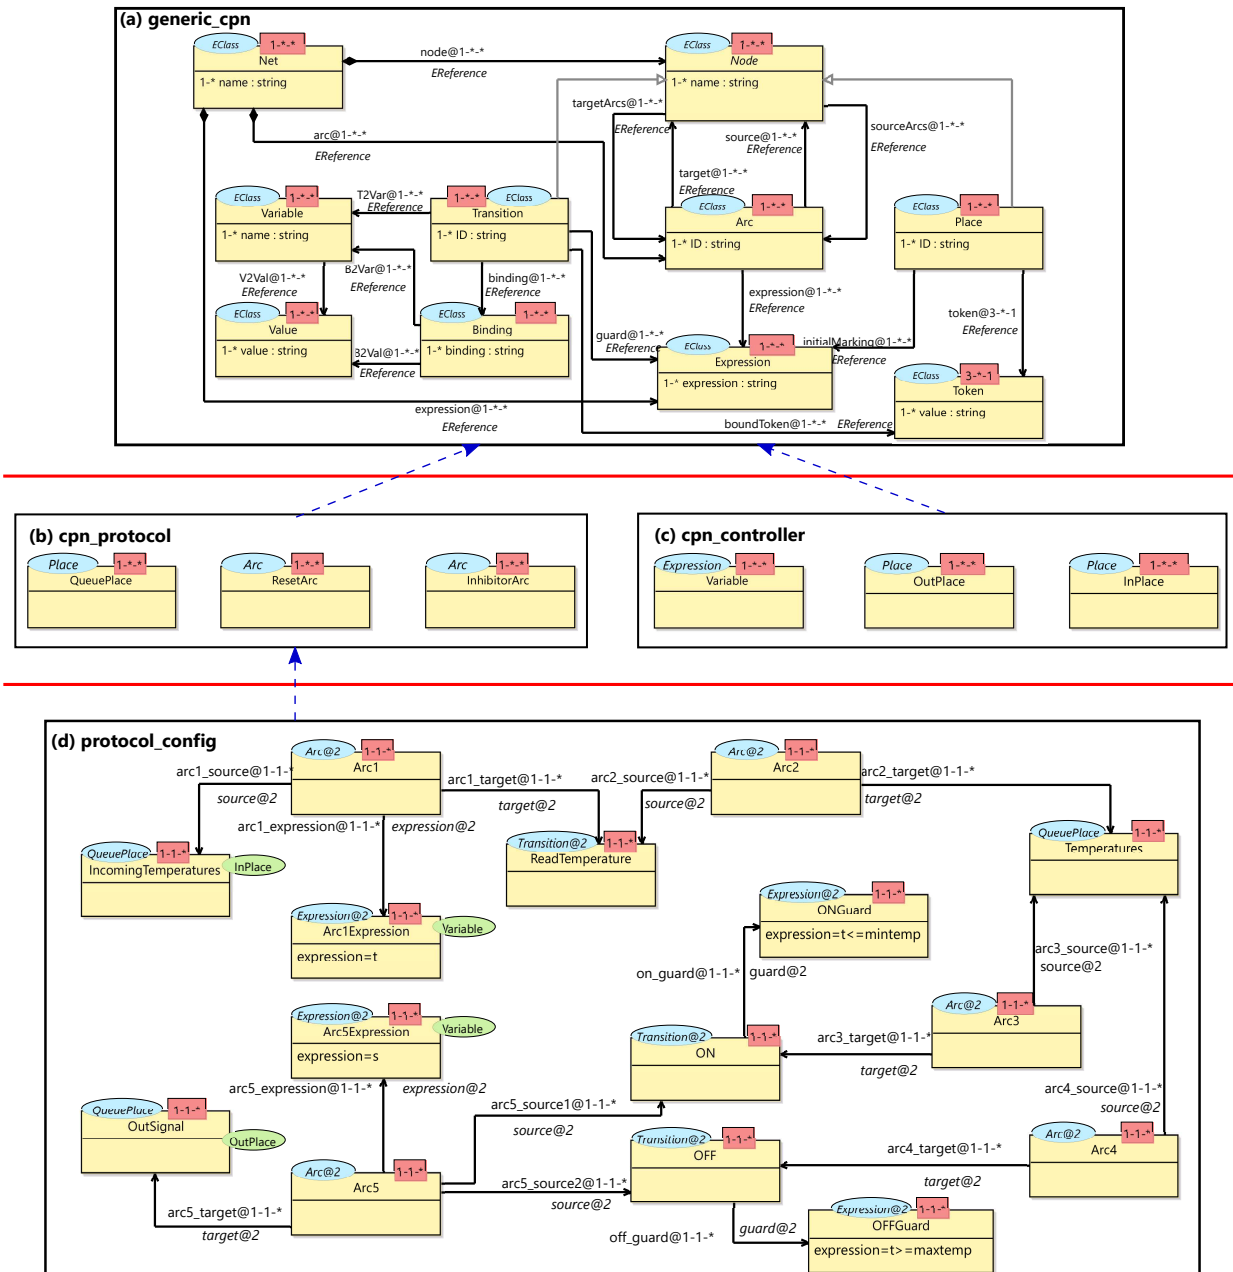 (a) generic_cpn
EClass 1-*-*
Net
1-* name : string
node@1-*-*
EReference
EClass 1-*-*
Node
1-* name : string
targetArcs@1-*-*
EReference
source@1-*-*
EReference
sourceArcs@1-*-*
EReference
arc@1-*-*
EReference
target@1-*-*
EReference
EClass 1-*-*
Variable
1-* name : string
T2Var@1-*-*
EReference
1-*-* EClass
Transition
1-* ID : string
EClass 1-*-*
Arc
1-* ID : string
EClass 1-*-*
Place
1-* ID : string
V2Val@1-*-*
EReference
B2Var@1-*-*
EReference
binding@1-*-*
EReference
expression@1-*-*
EReference
token@3-*-1
EReference
EClass 1-*-*
Value
1-* value : string
B2Val@1-*-*
EReference
EClass 1-*-*
Binding
1-* binding : string
guard@1-*-*
EReference
EClass 1-*-*
Expression
1-* expression : string
initialMarking@1-*-*
EReference
EClass 3-*-1
Token
1-* value : string
expression@1-*-*
EReference
boundToken@1-*-* EReference
(b) cpn_protocol
Place 1-*-*
QueuePlace
Arc 1-*-*
ResetArc
Arc 1-*-*
InhibitorArc
(c) cpn_controller
Expression 1-*-*
Variable
Place 1-*-*
OutPlace
Place 1-*-*
InPlace
(d) protocol_config
Arc@2 1-1-*
Arc1
arc1_source@1-1-*
source@2
arc1_target@1-1-*
target@2
arc1_expression@1-1-* expression@2
Arc@2 1-1-*
Arc2
arc2_source@1-1-*
source@2
arc2_target@1-1-*
target@2
QueuePlace 1-1-*
IncomingTemperatures
InPlace
Transition@2 1-1-*
ReadTemperature
QueuePlace 1-1-*
Temperatures
Expression@2 1-1-*
Arc1Expression
Variable
expression=t
Expression@2 1-1-*
ONGuard
expression=t<=mintemp
on_guard@1-1-* guard@2
arc3_source@1-1-*
source@2
Expression@2 1-1-*
Arc5Expression
Variable
expression=s
Transition@2 1-1-*
ON
arc3_target@1-1-*
target@2
Arc@2 1-1-*
Arc3
arc5_expression@1-1-* expression@2
arc4_source@1-1-*
source@2
QueuePlace 1-1-*
OutSignal
OutPlace
arc5_source1@1-1-*
source@2
Transition@2 1-1-*
OFF
arc4_target@1-1-*
target@2
Arc@2 1-1-*
Arc4
Arc@2 1-1-*
Arc5
arc5_source2@1-1-*
source@2
arc5_target@1-1-*
target@2
off_guard@1-1-* guard@2
Expression@2 1-1-*
OFFGuard
expression=t>=maxtemp